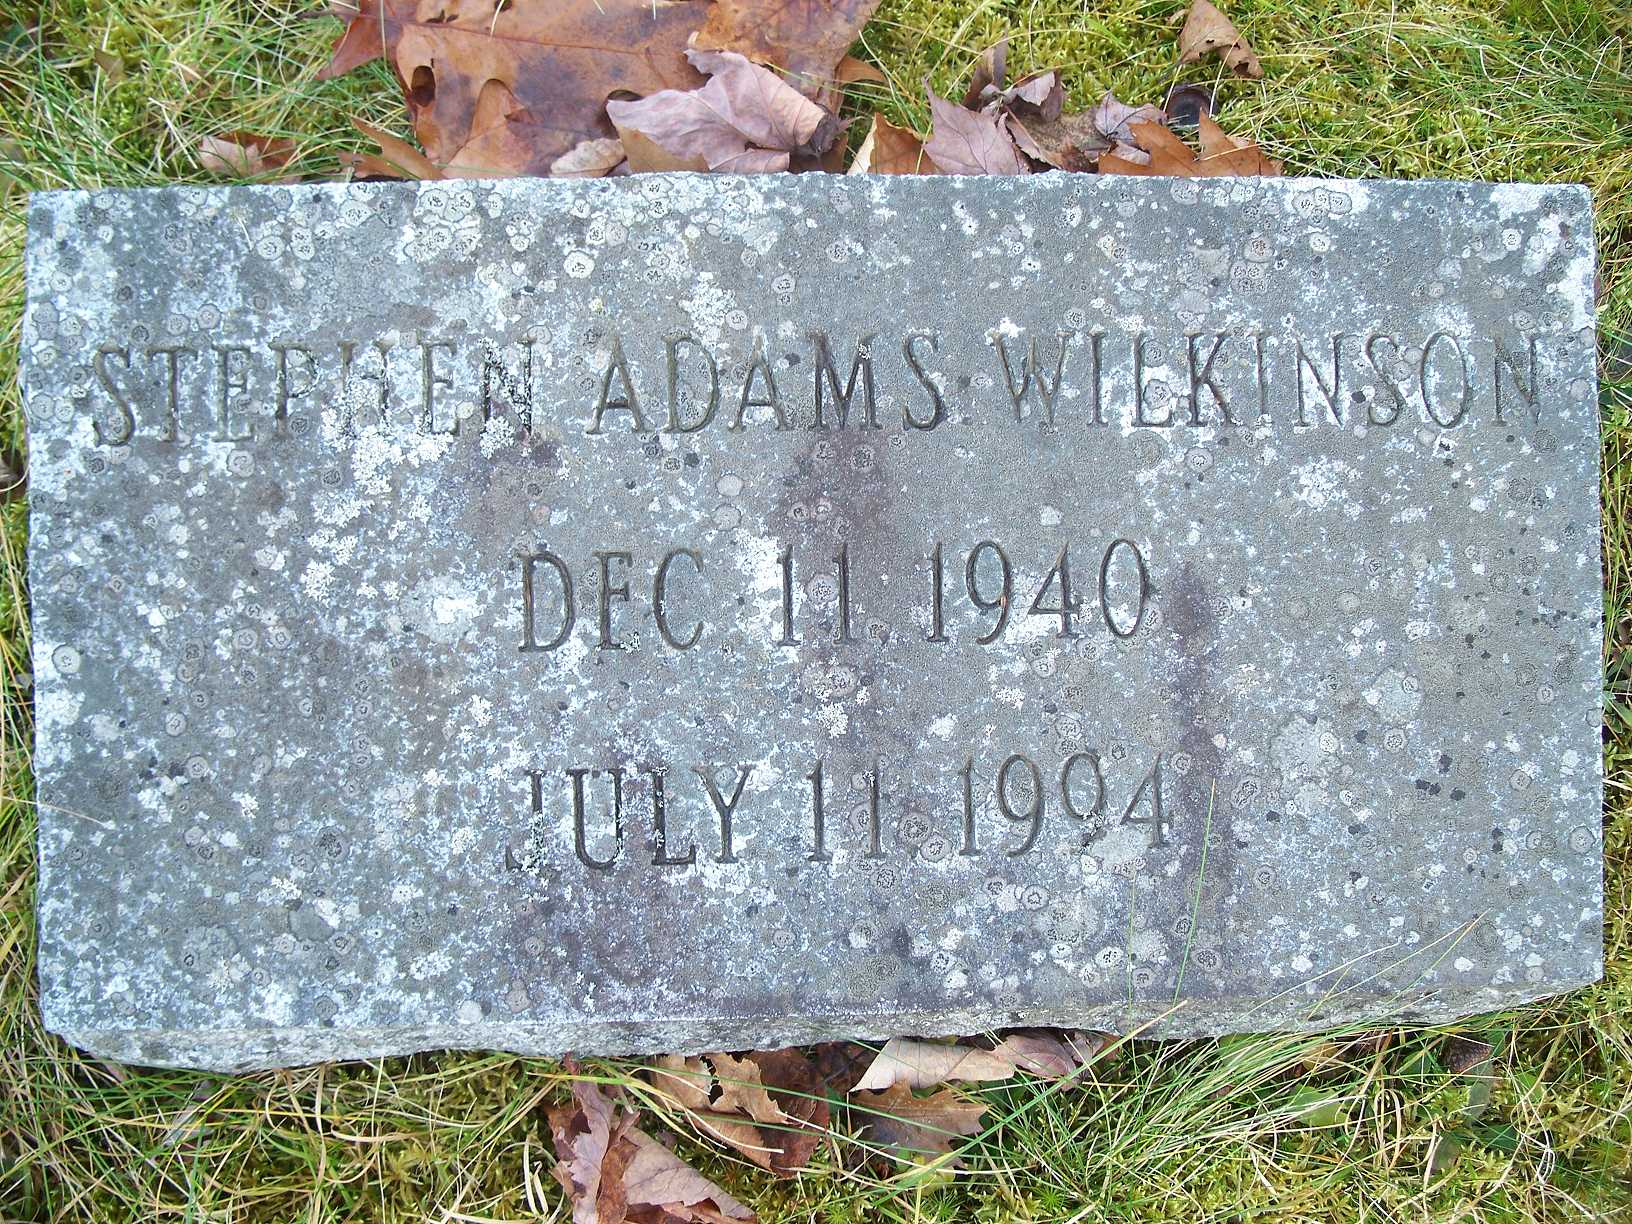 STEPHEN ADAMS WILKINSON
DEC 11 1940
JULY 11 1994